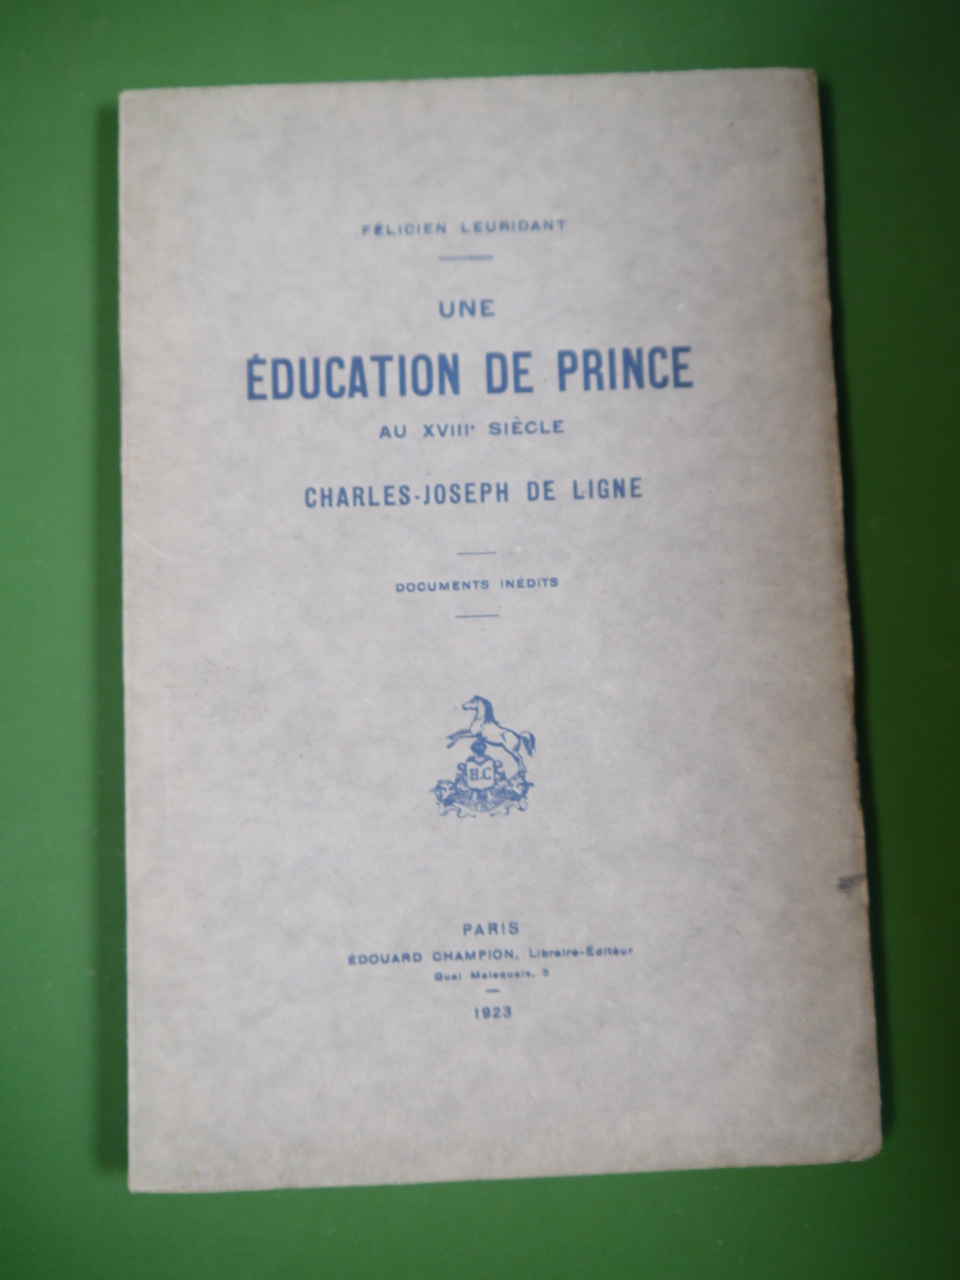 FÉLICIEN LEURIDANT
UNE
ÉDUCATION DE PRINCE
AU XVIIIe SIÈCLE
CHARLES-JOSEPH DE LIGNE
DOCUMENTS INÉDITS
H.C
PARIS
ÉDOUARD CHAMPION, Libraire-Éditeur
Quai Malaquais, 5
1923